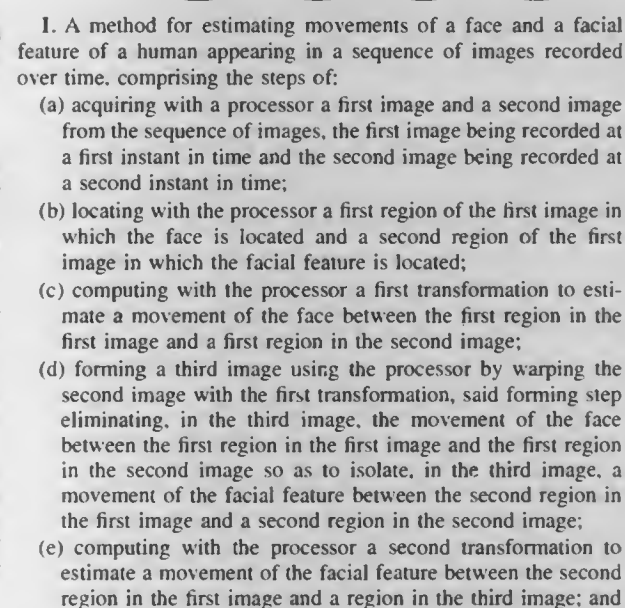 1. A method for estimating movements of a face and a facial
feature of a human appearing in a sequence of images recorded
over time, comprising the steps of:
(a) acquiring with a processor a first image and a second image
from the sequence of images, the first image being recorded at
a first instant in time and the second image being recorded at
a second instant in time;
(b) locating with the processor a first region of the first image in
which the face is located and a second region of the first
image in which the facial feature is located;
(c) computing with the processor a first transformation to esti-
mate a movement of the face between the first region in the
first image and a first region in the second image;
(d) forming a third image using the processor by warping the
second image with the first transformation, said forming step
eliminating, in the third image, the movement of the face
between the first region in the first image and the first region
in the second image so as to isolate, in the third image, a
movement of the facial feature between the second region in
the first image and a second region in the second image;
(e) computing with the processor a second transformation to
estimate a movement of the facial feature between the second
region in the first image and a region in the third image; and